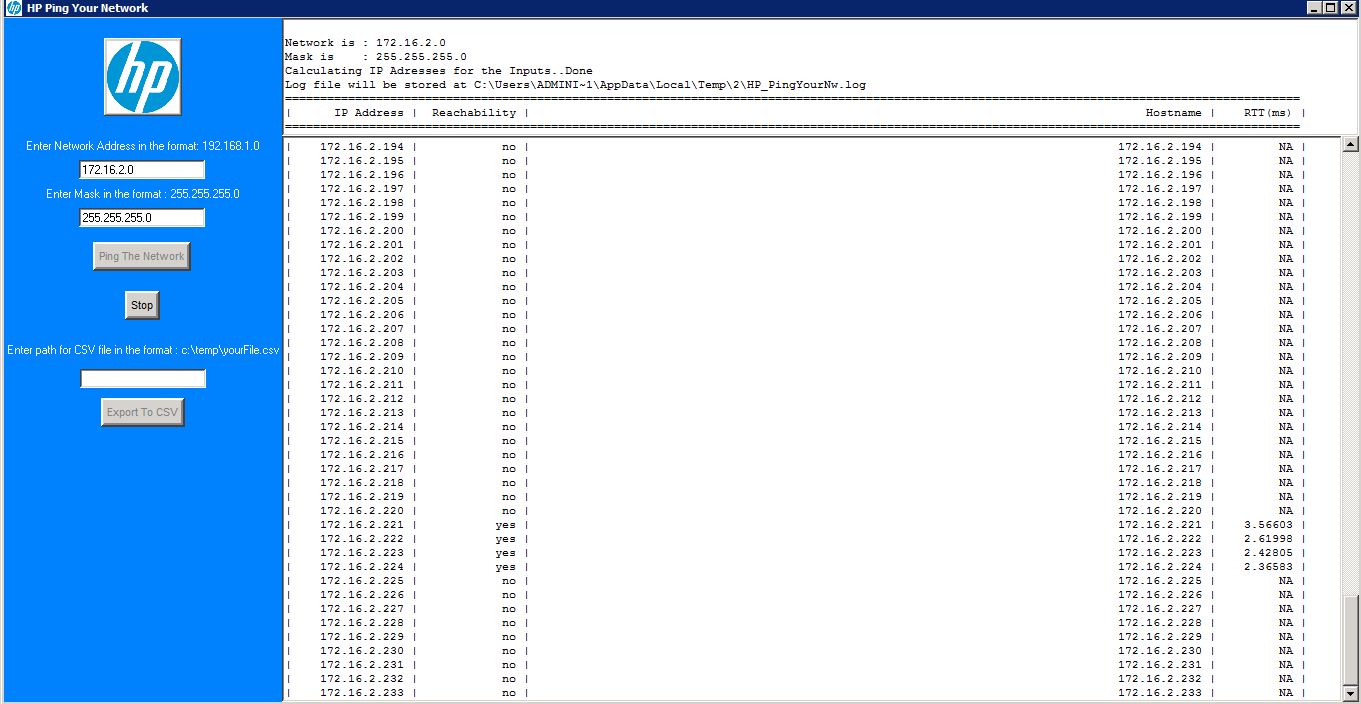 HP Ping Your Network
hp
Enter Network Address in the format: 192.168.1.0
172.16.2.0
Enter Mask in the format : 255.255.255.0
255.255.255.0
Ping The Network
Stop
Enter path for CSV file in the format : c:\temp\yourFile.csv
Export To CSV
Network is : 172.16.2.0
Mask is : 255.255.255.0
Calculating IP Adresses for the Inputs..Done
Log file will be stored at C:\Users\ADMINI~1\AppData\Local\Temp\2\HP_PingYourNw.log
| IP Address | Reachability | Hostname | RTT(ms) |
| 172.16.2.194 | no | 172.16.2.194 | NA |
| 172.16.2.195 | no | 172.16.2.195 | NA |
| 172.16.2.196 | no | 172.16.2.196 | NA |
| 172.16.2.197 | no | 172.16.2.197 | NA |
| 172.16.2.198 | no | 172.16.2.198 | NA |
| 172.16.2.199 | no | 172.16.2.199 | NA |
| 172.16.2.200 | no | 172.16.2.200 | NA |
| 172.16.2.201 | no | 172.16.2.201 | NA |
| 172.16.2.202 | no | 172.16.2.202 | NA |
| 172.16.2.203 | no | 172.16.2.203 | NA |
| 172.16.2.204 | no | 172.16.2.204 | NA |
| 172.16.2.205 | no | 172.16.2.205 | NA |
| 172.16.2.206 | no | 172.16.2.206 | NA |
| 172.16.2.207 | no | 172.16.2.207 | NA |
| 172.16.2.208 | no | 172.16.2.208 | NA |
| 172.16.2.209 | no | 172.16.2.209 | NA |
| 172.16.2.210 | no | 172.16.2.210 | NA |
| 172.16.2.211 | no | 172.16.2.211 | NA |
| 172.16.2.212 | no | 172.16.2.212 | NA |
| 172.16.2.213 | no | 172.16.2.213 | NA |
| 172.16.2.214 | no | 172.16.2.214 | NA |
| 172.16.2.215 | no | 172.16.2.215 | NA |
| 172.16.2.216 | no | 172.16.2.216 | NA |
| 172.16.2.217 | no | 172.16.2.217 | NA |
| 172.16.2.218 | no | 172.16.2.218 | NA |
| 172.16.2.219 | no | 172.16.2.219 | NA |
| 172.16.2.220 | no | 172.16.2.220 | NA |
| 172.16.2.221 | yes | 172.16.2.221 | 3.56603 |
| 172.16.2.222 | yes | 172.16.2.222 | 2.61998 |
| 172.16.2.223 | yes | 172.16.2.223 | 2.42805 |
| 172.16.2.224 | yes | 172.16.2.224 | 2.36583 |
| 172.16.2.225 | no | 172.16.2.225 | NA |
| 172.16.2.226 | no | 172.16.2.226 | NA |
| 172.16.2.227 | no | 172.16.2.227 | NA |
| 172.16.2.228 | no | 172.16.2.228 | NA |
| 172.16.2.229 | no | 172.16.2.229 | NA |
| 172.16.2.230 | no | 172.16.2.230 | NA |
| 172.16.2.231 | no | 172.16.2.231 | NA |
| 172.16.2.232 | no | 172.16.2.232 | NA |
| 172.16.2.233 | no | 172.16.2.233 | NA |